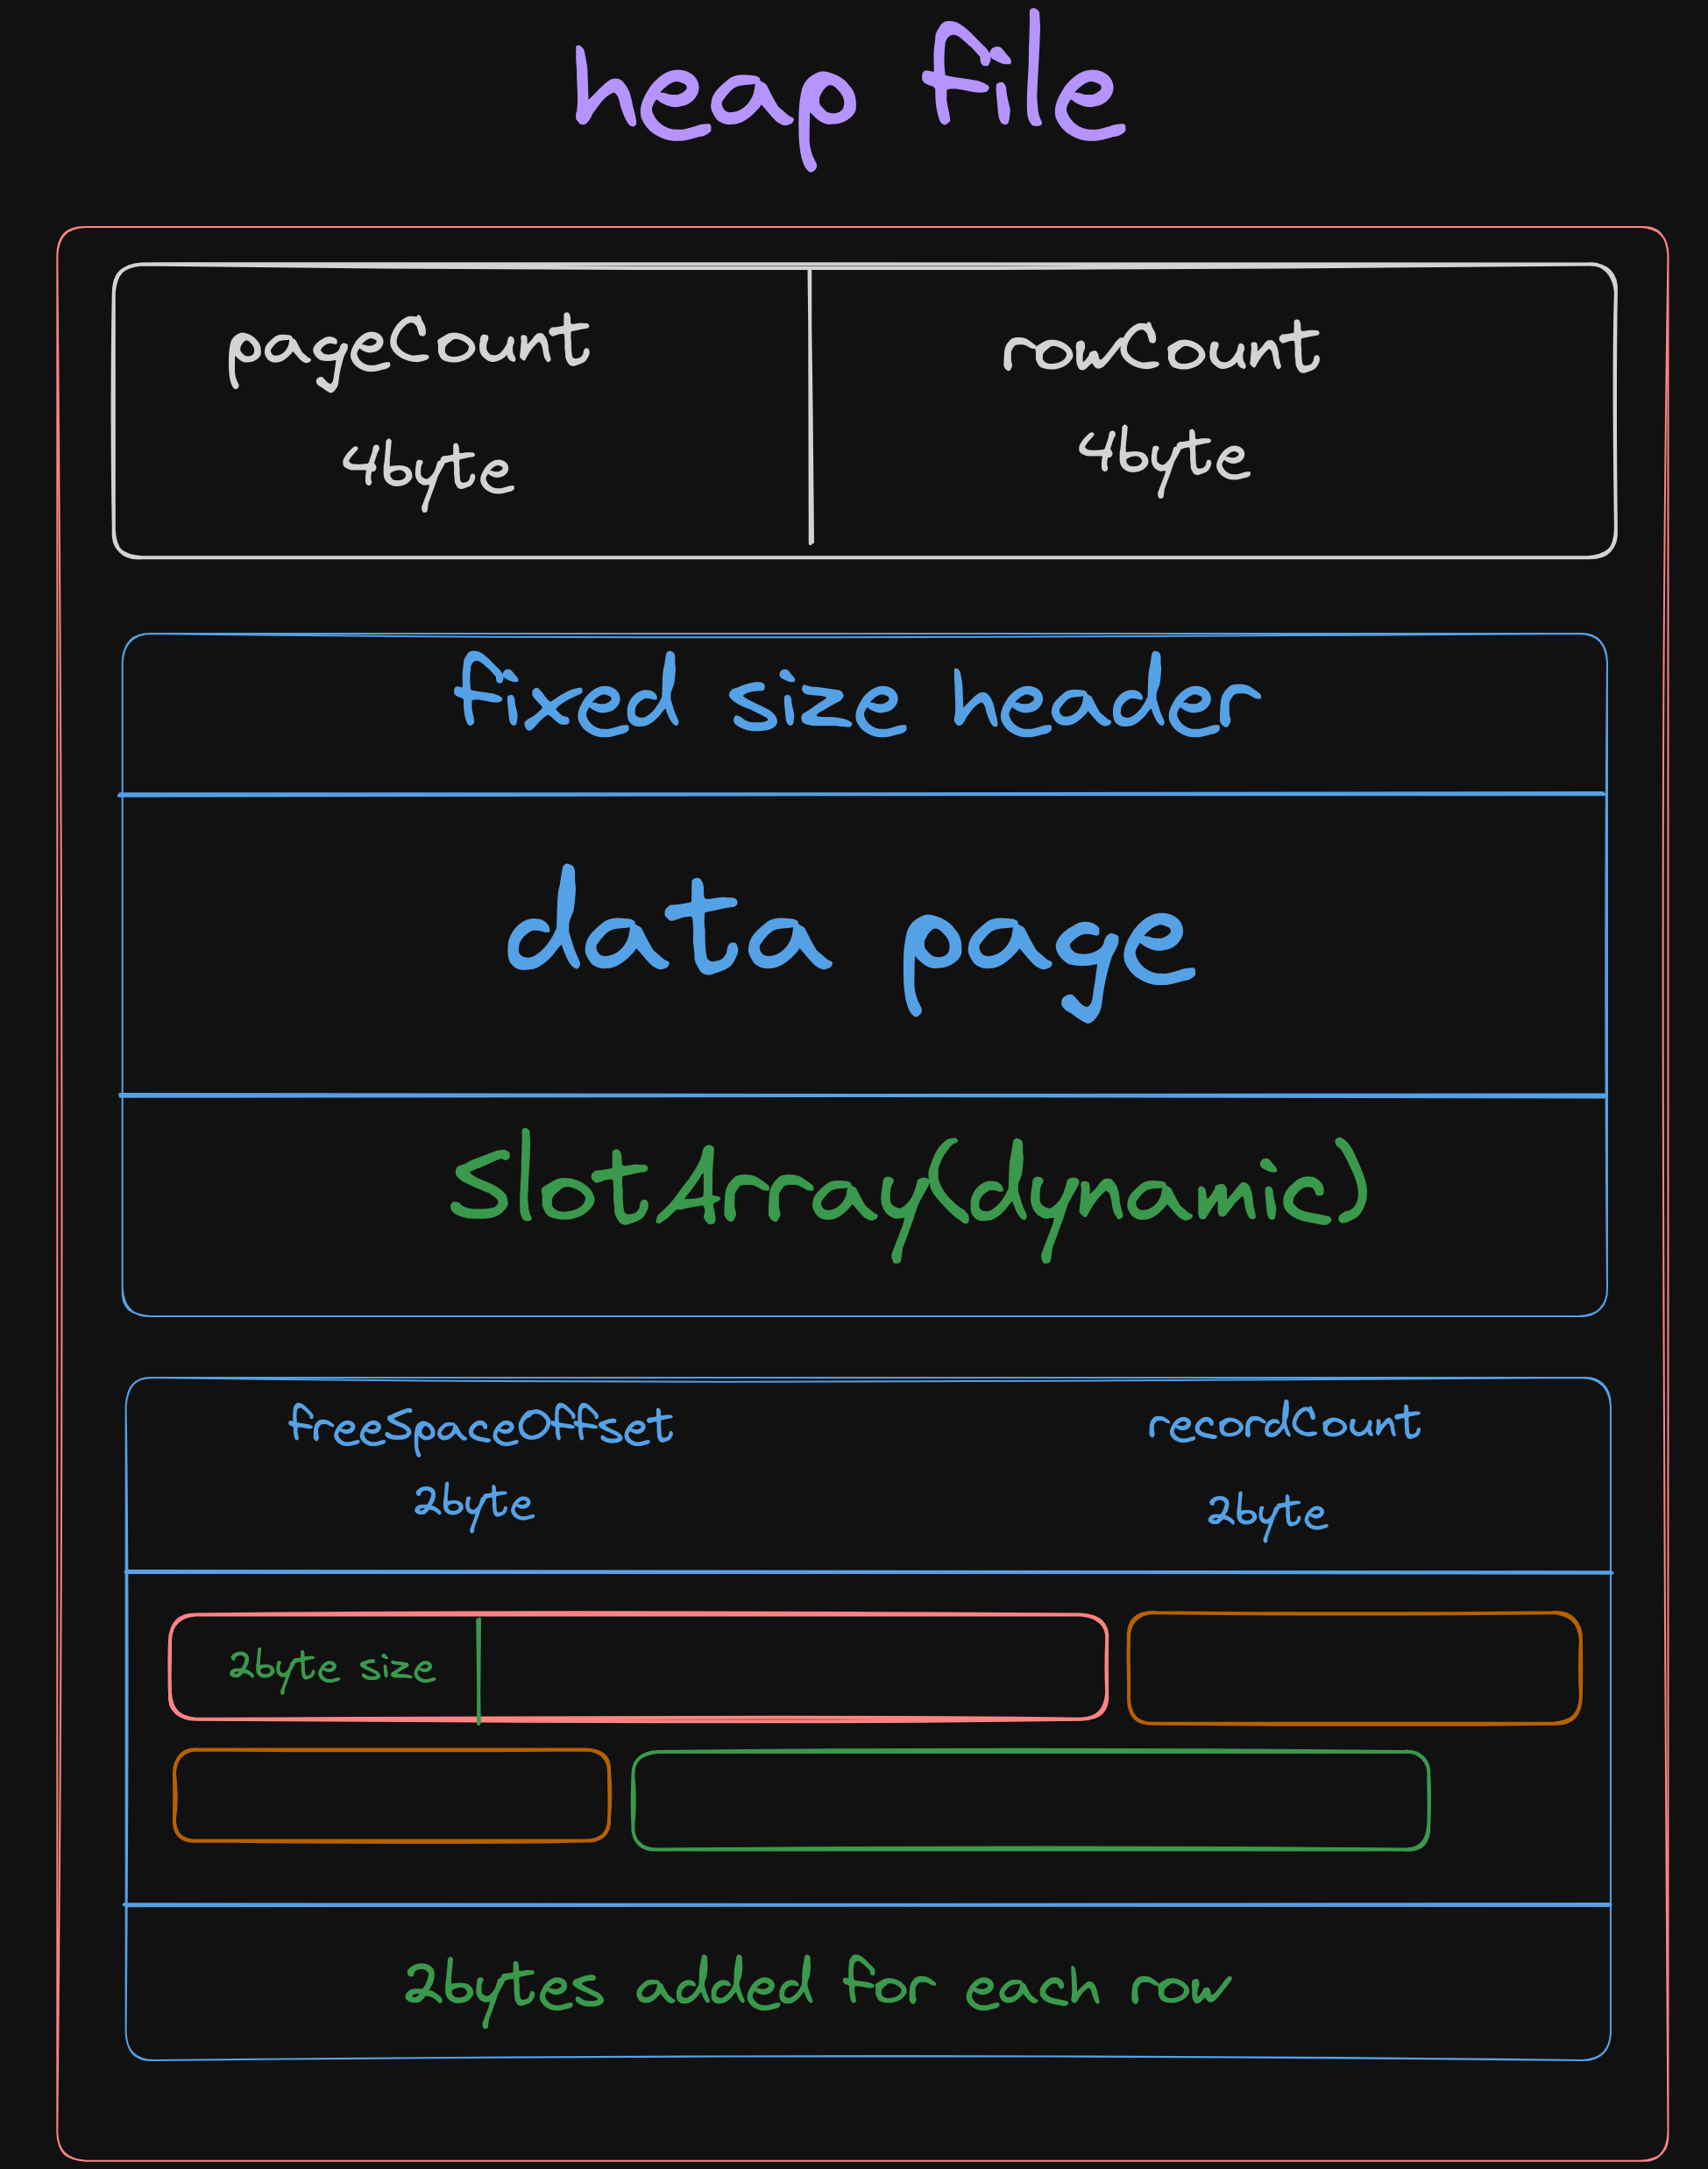 heap file
pageCount
rowCount
4byte
4byte
fixed size header
data page
SlotArray(dynamic)
freeSpaceOffset
recordCount
2byte
2byte
2byte size
2bytes added for each row